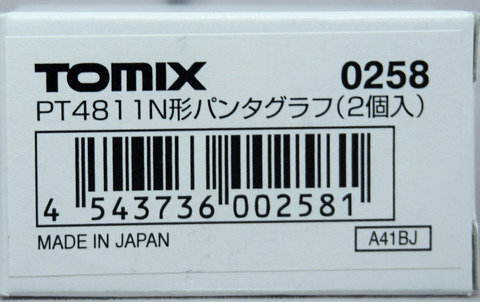 TOMIX 0258
PT4811N形パンタグラフ(2個入)
4 543736 002581
MADE IN JAPAN A41BJ